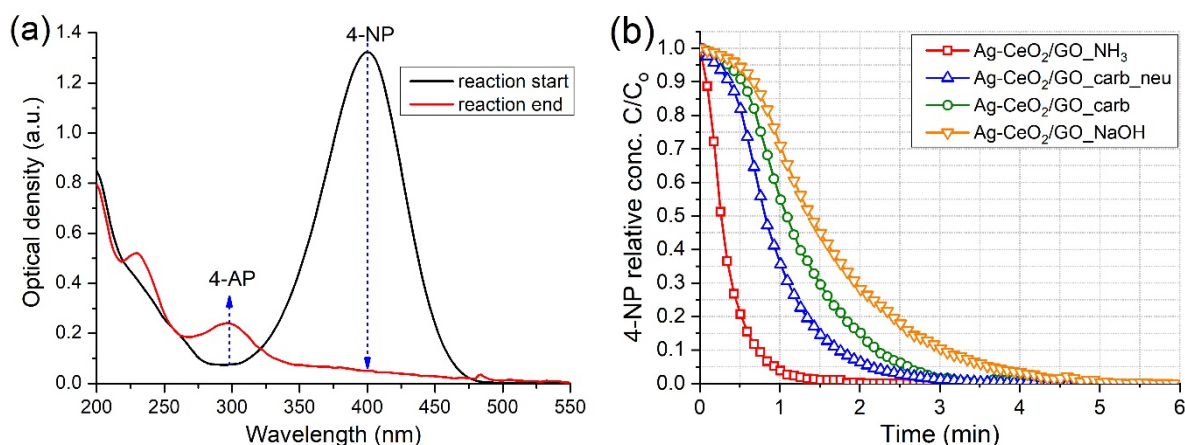 (a)
1.4
1.2
1.0
0.8
0.6
0.4
0.2
0.0
Optical density (a.u.)
4-NP
4-AP
reaction start
reaction end
200 250 300 350 400 450 500 550
Wavelength (nm)
(b)
1.0
0.9
0.8
0.7
0.6
0.5
0.4
0.3
0.2
0.1
0.0
4-NP relative conc. C/Co
Ag-CeO₂/GO_NH₃
Ag-CeO₂/GO_carb_neu
Ag-CeO₂/GO_carb
Ag-CeO₂/GO_NaOH
0 1 2 3 4 5 6
Time (min)